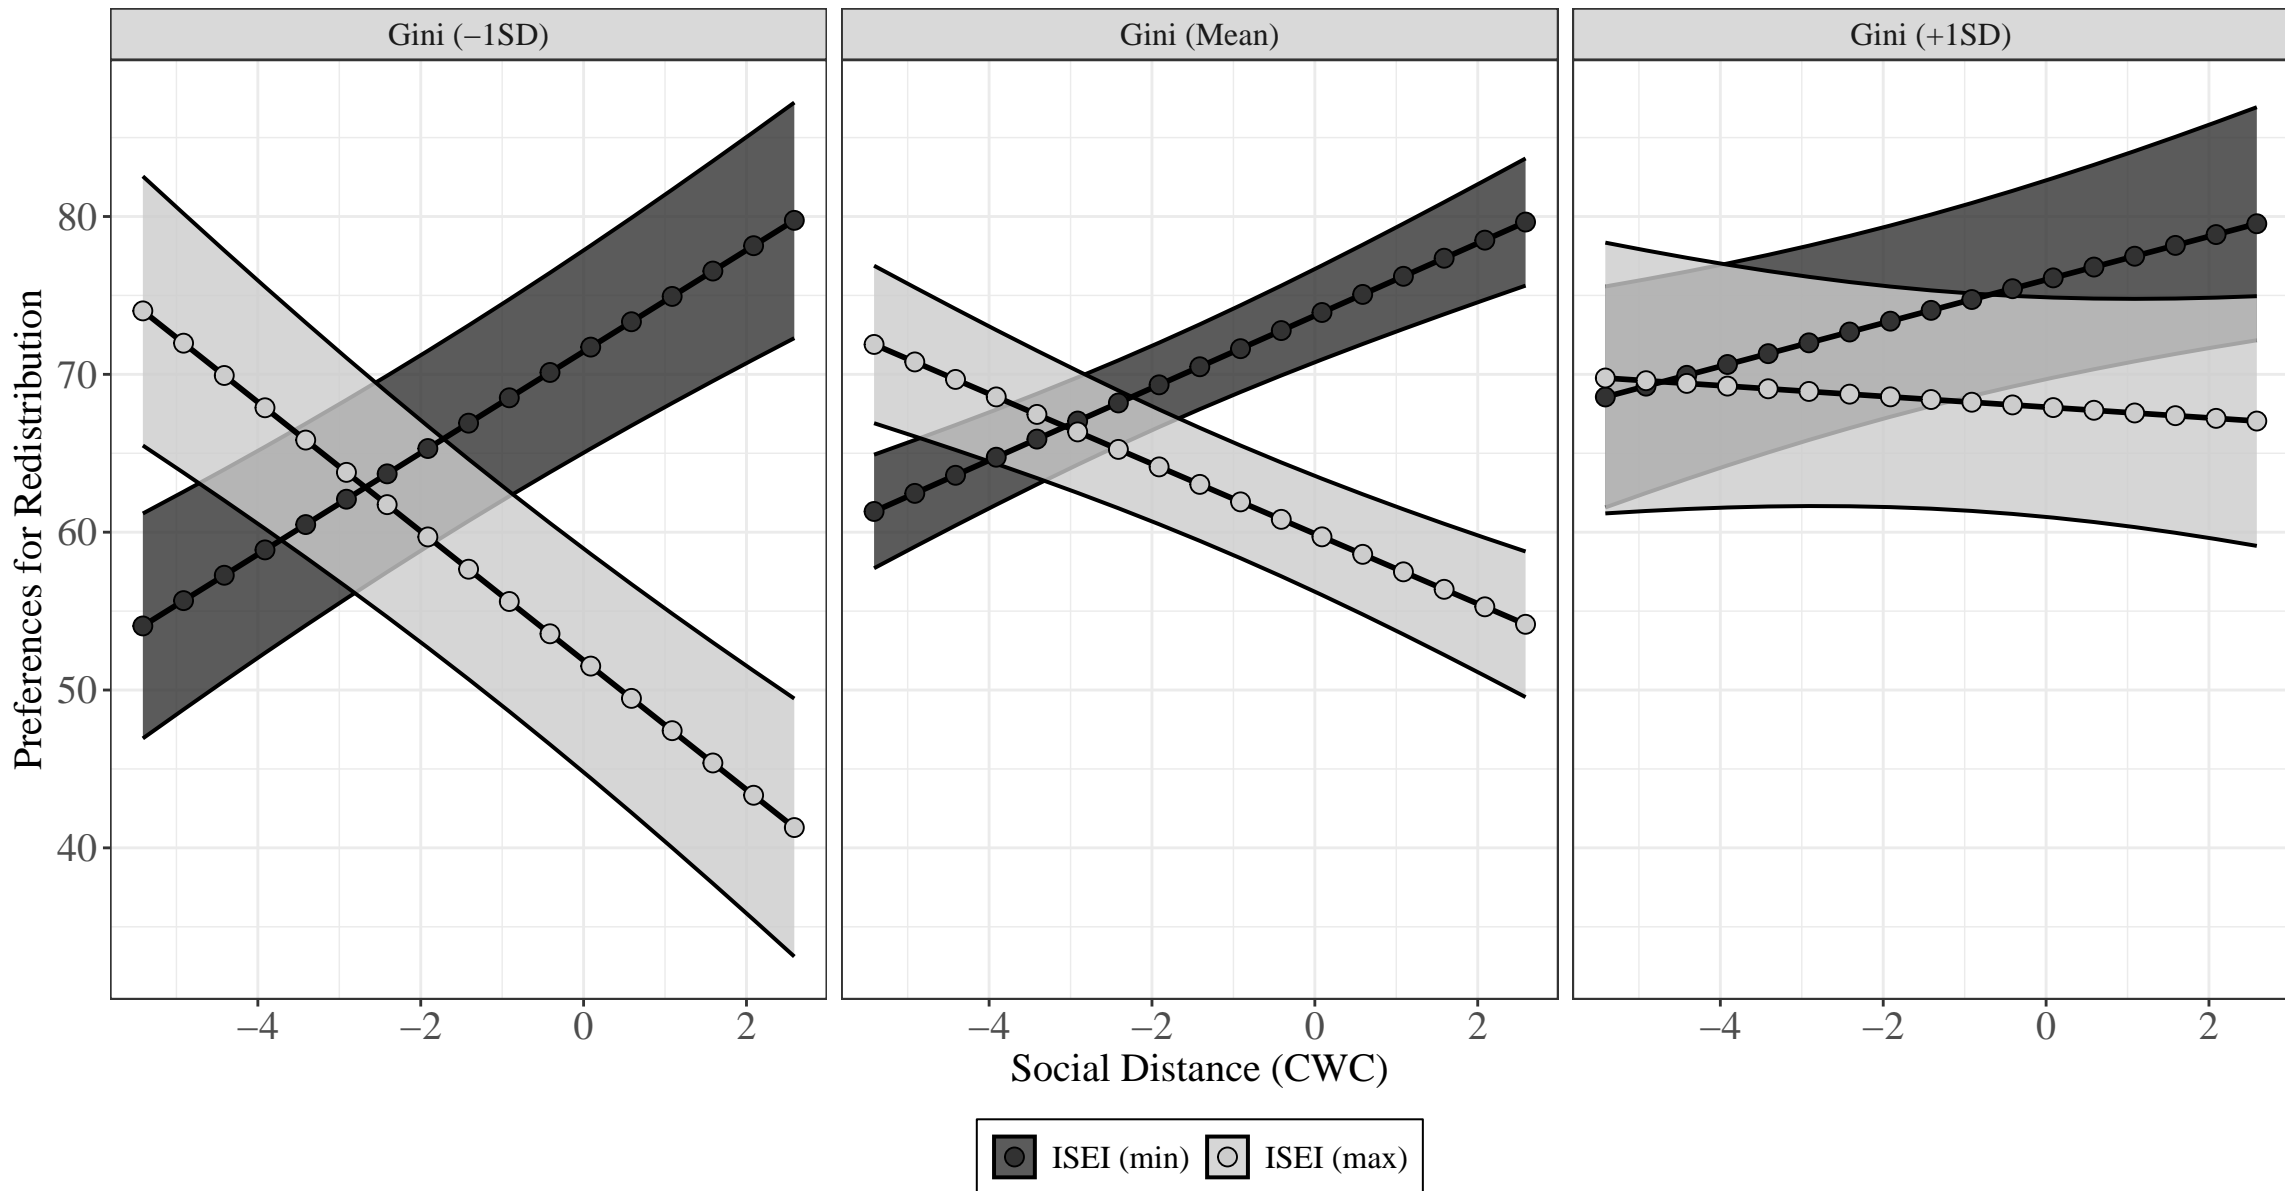 Gini (−1SD) Gini (Mean) Gini (+1SD)
Preferences for Redistribution
80
70
60
50
40
−4 −2 0 2 −4 −2 0 2 −4 −2 0 2
Social Distance (CWC)
ISEI (min) ISEI (max)